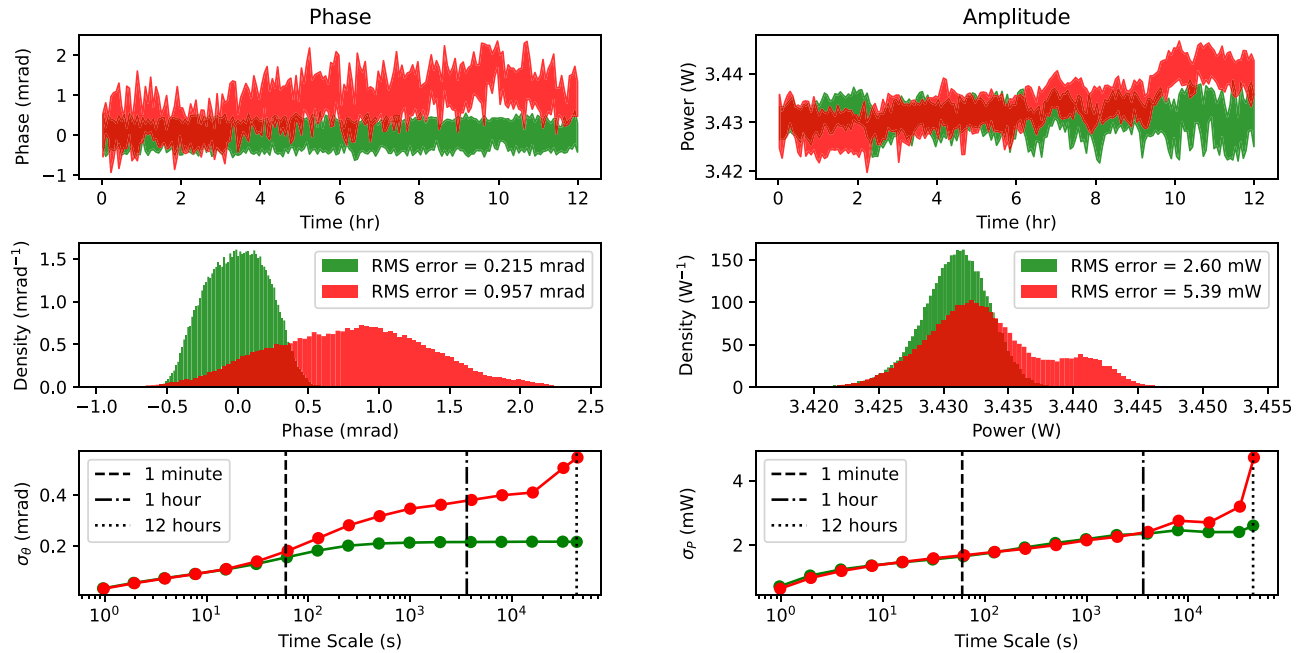 Phase
Phase (mrad)
2
1
0
−1
0 2 4 6 8 10 12
Time (hr)
Amplitude
Power (W)
3.44
3.43
3.42
0 2 4 6 8 10 12
Time (hr)
Density (mrad⁻¹)
1.5
1.0
0.5
0.0
RMS error = 0.215 mrad
RMS error = 0.957 mrad
−1.0 −0.5 0.0 0.5 1.0 1.5 2.0 2.5
Phase (mrad)
Density (W⁻¹)
150
100
50
0
RMS error = 2.60 mW
RMS error = 5.39 mW
3.420 3.425 3.430 3.435 3.440 3.445 3.450 3.455
Power (W)
σθ (mrad)
0.4
0.2
1 minute
1 hour
12 hours
10⁰ 10¹ 10² 10³ 10⁴
Time Scale (s)
σP (mW)
4
2
1 minute
1 hour
12 hours
10⁰ 10¹ 10² 10³ 10⁴
Time Scale (s)